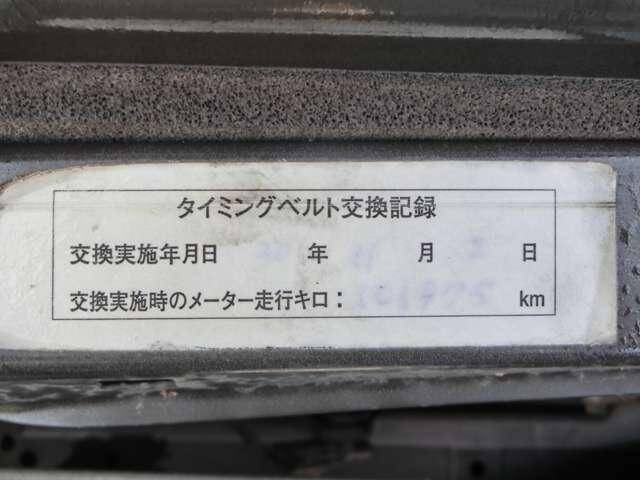 タイミングベルト交換記録
交換実施年月日 年 月 日
交換実施時のメーター走行キロ： km